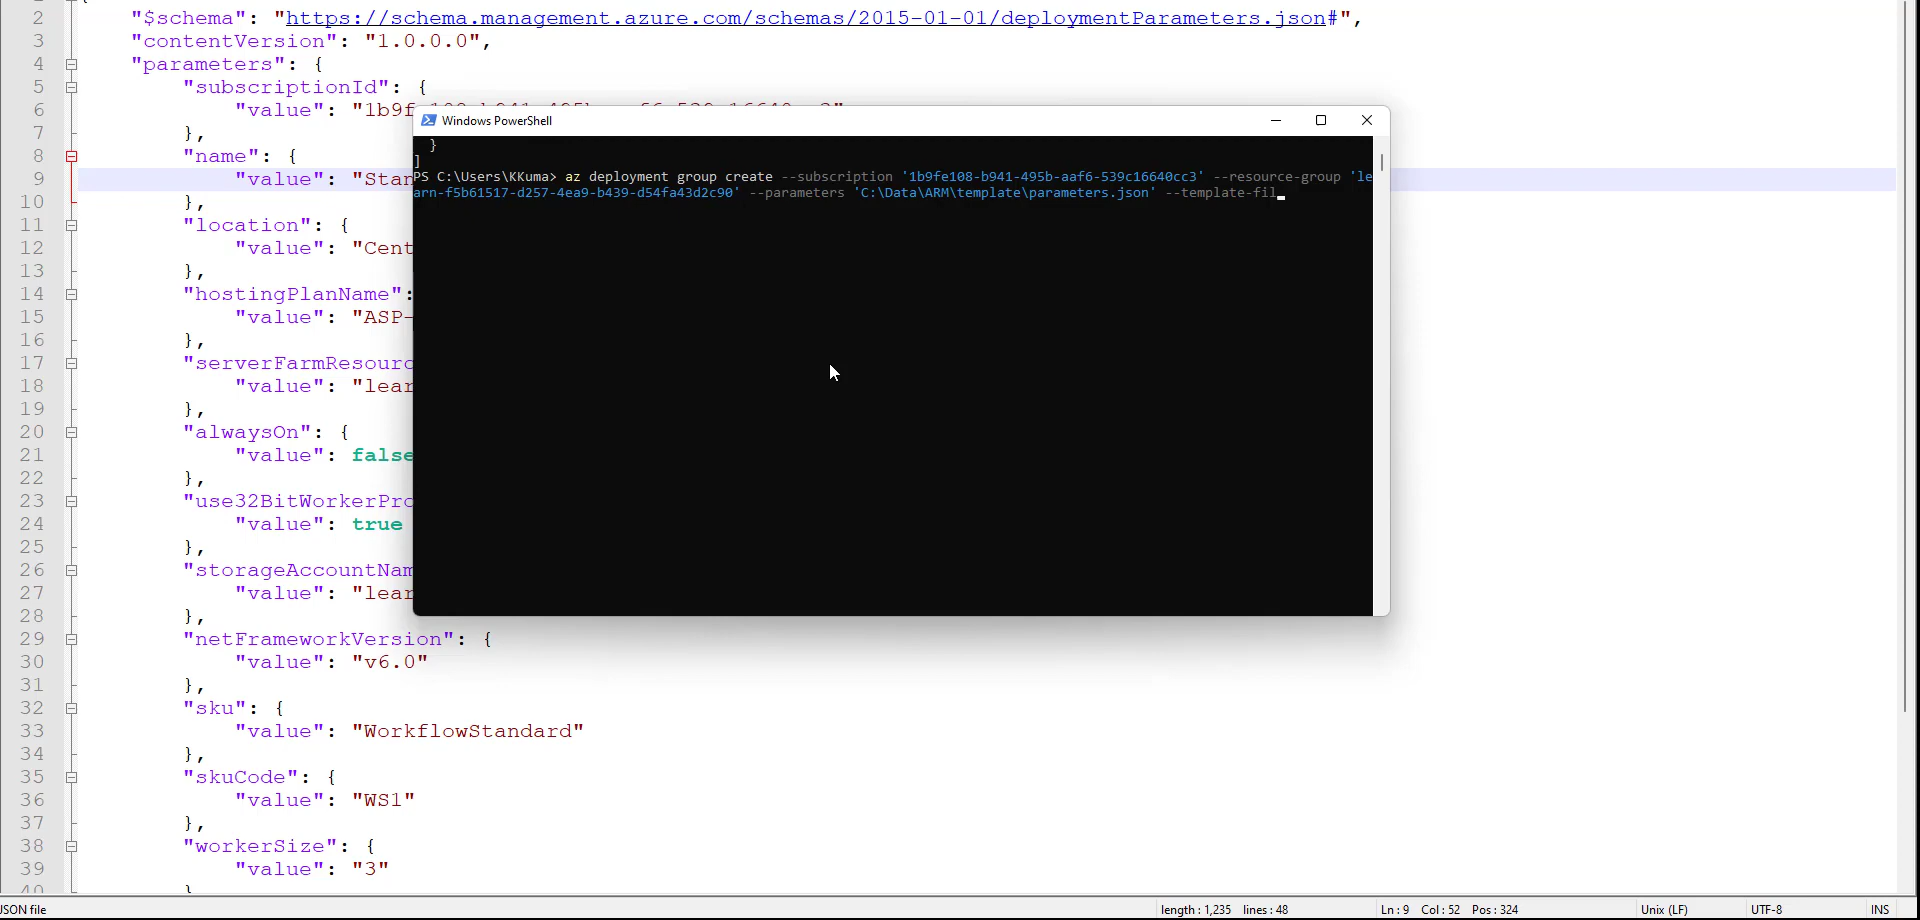 2 "$schema": "https://schema.management.azure.com/schemas/2015-01-01/deploymentParameters.json#",
3 "contentVersion": "1.0.0.0",
4 "parameters": {
5 "subscriptionId": {
6 "value": "1b9f
7 },
8 "name": {
9 "value": "Stan
10 },
11 "location": {
12 "value": "Cent
13 },
14 "hostingPlanName":
15 "value": "ASP-
16 },
17 "serverFarmResourc
18 "value": "lear
19 },
20 "alwaysOn": {
21 "value": false
22 },
23 "use32BitWorkerPro
24 "value": true
25 },
26 "storageAccountNam
27 "value": "lear
28 },
29 "netFrameworkVersion": {
30 "value": "v6.0"
31 },
32 "sku": {
33 "value": "WorkflowStandard"
34 },
35 "skuCode": {
36 "value": "WS1"
37 },
38 "workerSize": {
39 "value": "3"
Windows PowerShell
}
]
PS C:\Users\KKuma> az deployment group create --subscription '1b9fe108-b941-495b-aaf6-539c16640cc3' --resource-group 'le
arn-f5b61517-d257-4ea9-b439-d54fa43d2c90' --parameters 'C:\Data\ARM\template\parameters.json' --template-fil
JSON file length : 1,235 lines : 48 Ln : 9 Col : 52 Pos : 324 Unix (LF) UTF-8 INS